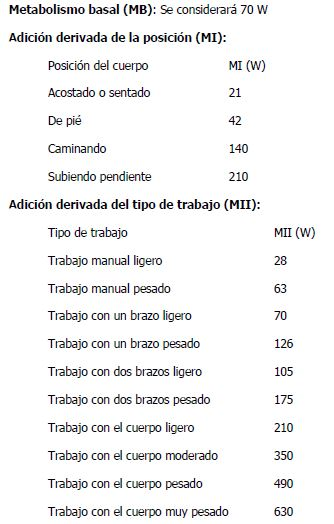 Metabolismo basal (MB): Se considerará 70 W
Adición derivada de la posición (MI):
Posición del cuerpo MI (W)
Acostado o sentado 21
De pié 42
Caminando 140
Subiendo pendiente 210
Adición derivada del tipo de trabajo (MII):
Tipo de trabajo MII (W)
Trabajo manual ligero 28
Trabajo manual pesado 63
Trabajo con un brazo ligero 70
Trabajo con un brazo pesado 126
Trabajo con dos brazos ligero 105
Trabajo con dos brazos pesado 175
Trabajo con el cuerpo ligero 210
Trabajo con el cuerpo moderado 350
Trabajo con el cuerpo pesado 490
Trabajo con el cuerpo muy pesado 630